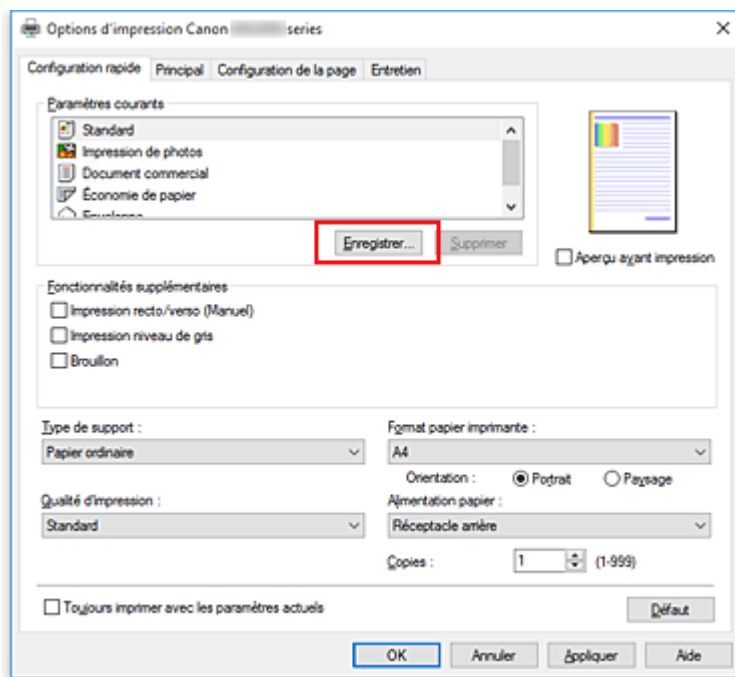 Options d'impression Canon series
Configuration rapide Principal Configuration de la page Entretien
Paramètres courants
Standard
Impression de photos
Document commercial
Économie de papier
Enregistrer... Supprimer
Aperçu avant impression
Fonctionnalités supplémentaires
Impression recto/verso (Manuel)
Impression niveau de gris
Brouillon
Type de support :
Papier ordinaire
Format papier imprimante :
A4
Orientation : Portrait Paysage
Qualité d'impression :
Standard
Alimentation papier :
Réceptacle arrière
Copies : 1 (1-999)
Toujours imprimer avec les paramètres actuels
Défaut
OK Annuler Appliquer Aide